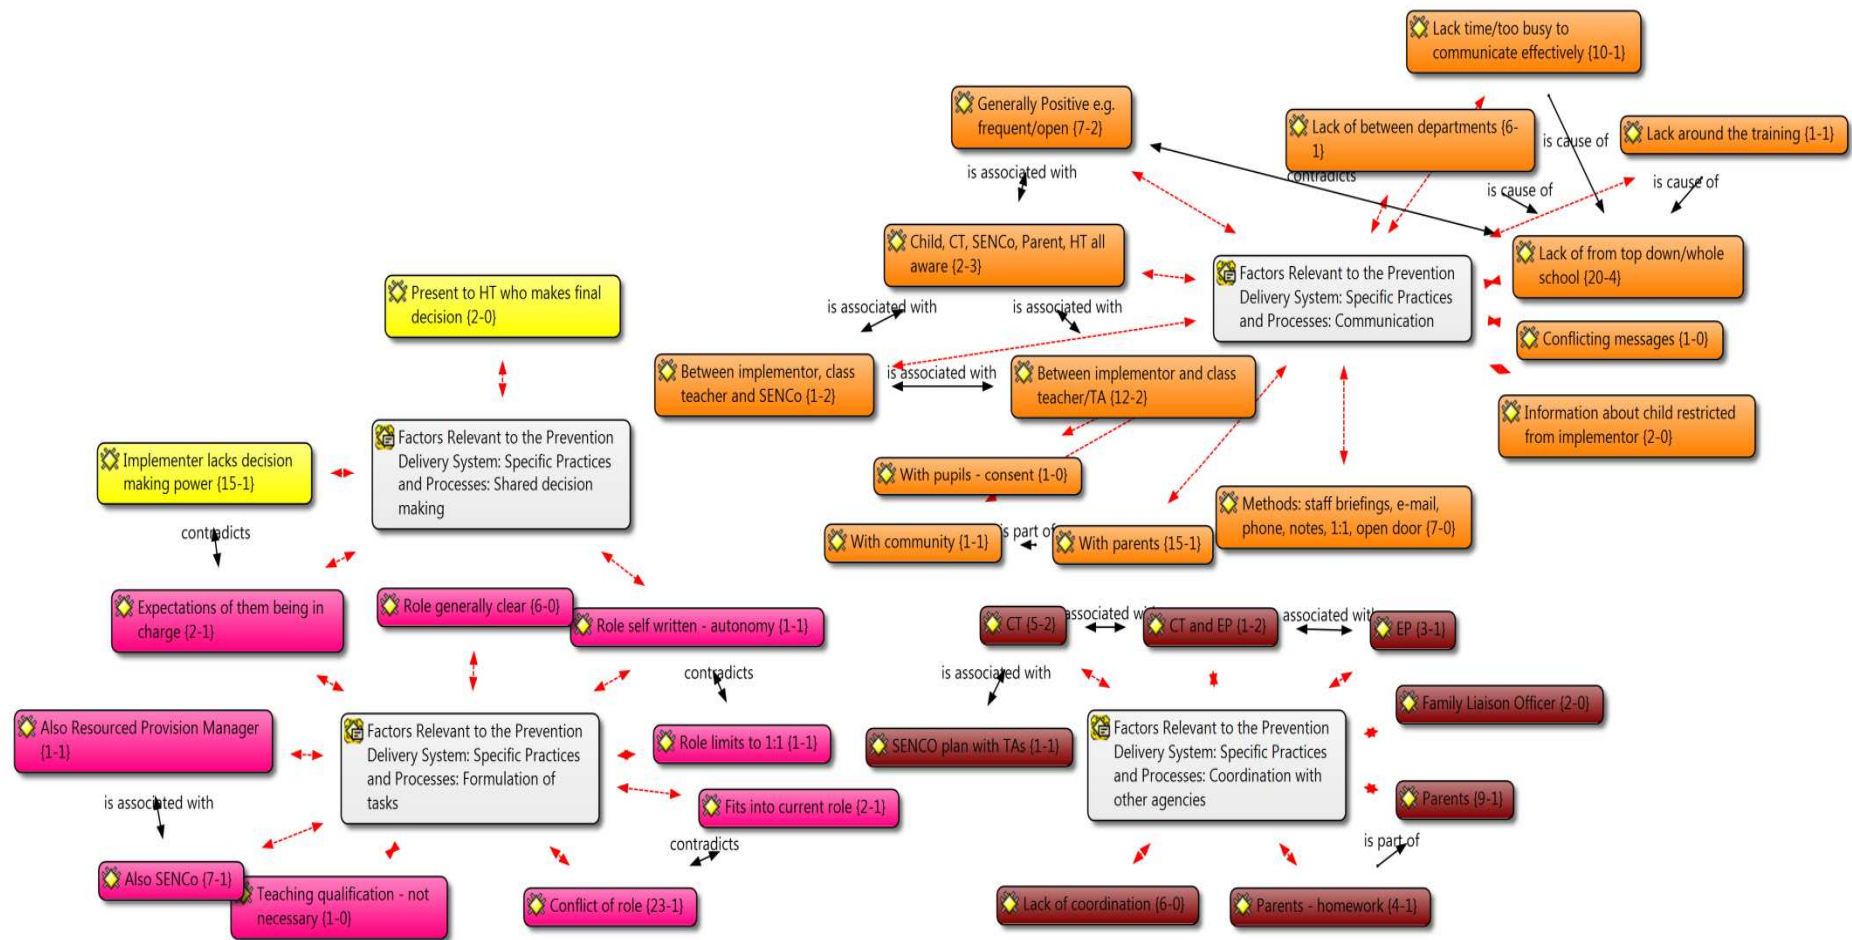 Lack time/too busy to
communicate effectively {10-1}
Generally Positive e.g.
frequent/open {7-2}
Lack of between departments {6-
1}
is cause of
Lack around the training {1-1}
is associated with
contradicts
is cause of
is cause of
Child, CT, SENCo, Parent, HT all
aware {2-3}
Factors Relevant to the Prevention
Delivery System: Specific Practices
and Processes: Communication
Lack of from top down/whole
school {20-4}
Present to HT who makes final
decision {2-0}
is associated with
is associated with
Conflicting messages {1-0}
Between implementor, class
teacher and SENCo {1-2}
is associated with
Between implementor and class
teacher/TA {12-2}
Information about child restricted
from implementor {2-0}
Factors Relevant to the Prevention
Delivery System: Specific Practices
and Processes: Shared decision
making
Implementer lacks decision
making power {15-1}
With pupils - consent {1-0}
Methods: staff briefings, e-mail,
phone, notes, 1:1, open door {7-0}
contradicts
With community {1-1}
is part of
With parents {15-1}
Expectations of them being in
charge {2-1}
Role generally clear {6-0}
Role self written - autonomy {1-1}
CT {5-2}
associated with
CT and EP {1-2}
associated with
EP {3-1}
contradicts
is associated with
Also Resourced Provision Manager
{1-1}
Factors Relevant to the Prevention
Delivery System: Specific Practices
and Processes: Formulation of
tasks
Role limits to 1:1 {1-1}
SENCO plan with TAs {1-1}
Factors Relevant to the Prevention
Delivery System: Specific Practices
and Processes: Coordination with
other agencies
Family Liaison Officer {2-0}
is associated with
Fits into current role {2-1}
Parents {9-1}
contradicts
is part of
Also SENCo {7-1}
Teaching qualification - not
necessary {1-0}
Conflict of role {23-1}
Lack of coordination {6-0}
Parents - homework {4-1}